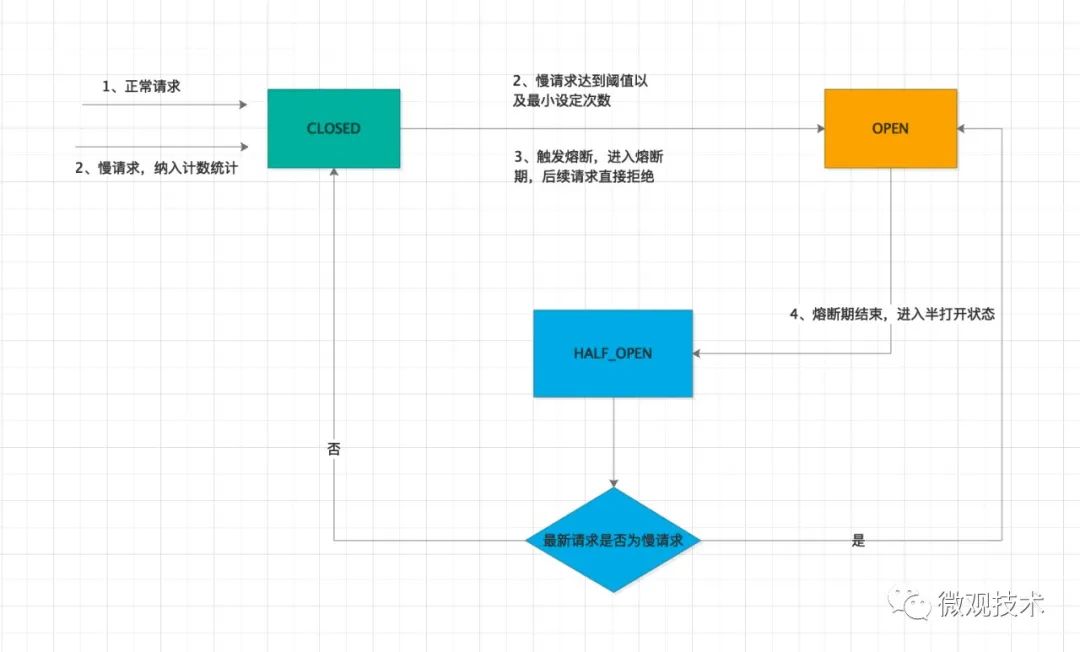 1、正常请求
2、慢请求，纳入计数统计
CLOSED
2、慢请求达到阈值以
及最小设定次数
3、触发熔断，进入熔断
期，后续请求直接拒绝
OPEN
4、熔断期结束，进入半打开状态
HALF_OPEN
否
最新请求是否为慢请求
是
微观技术